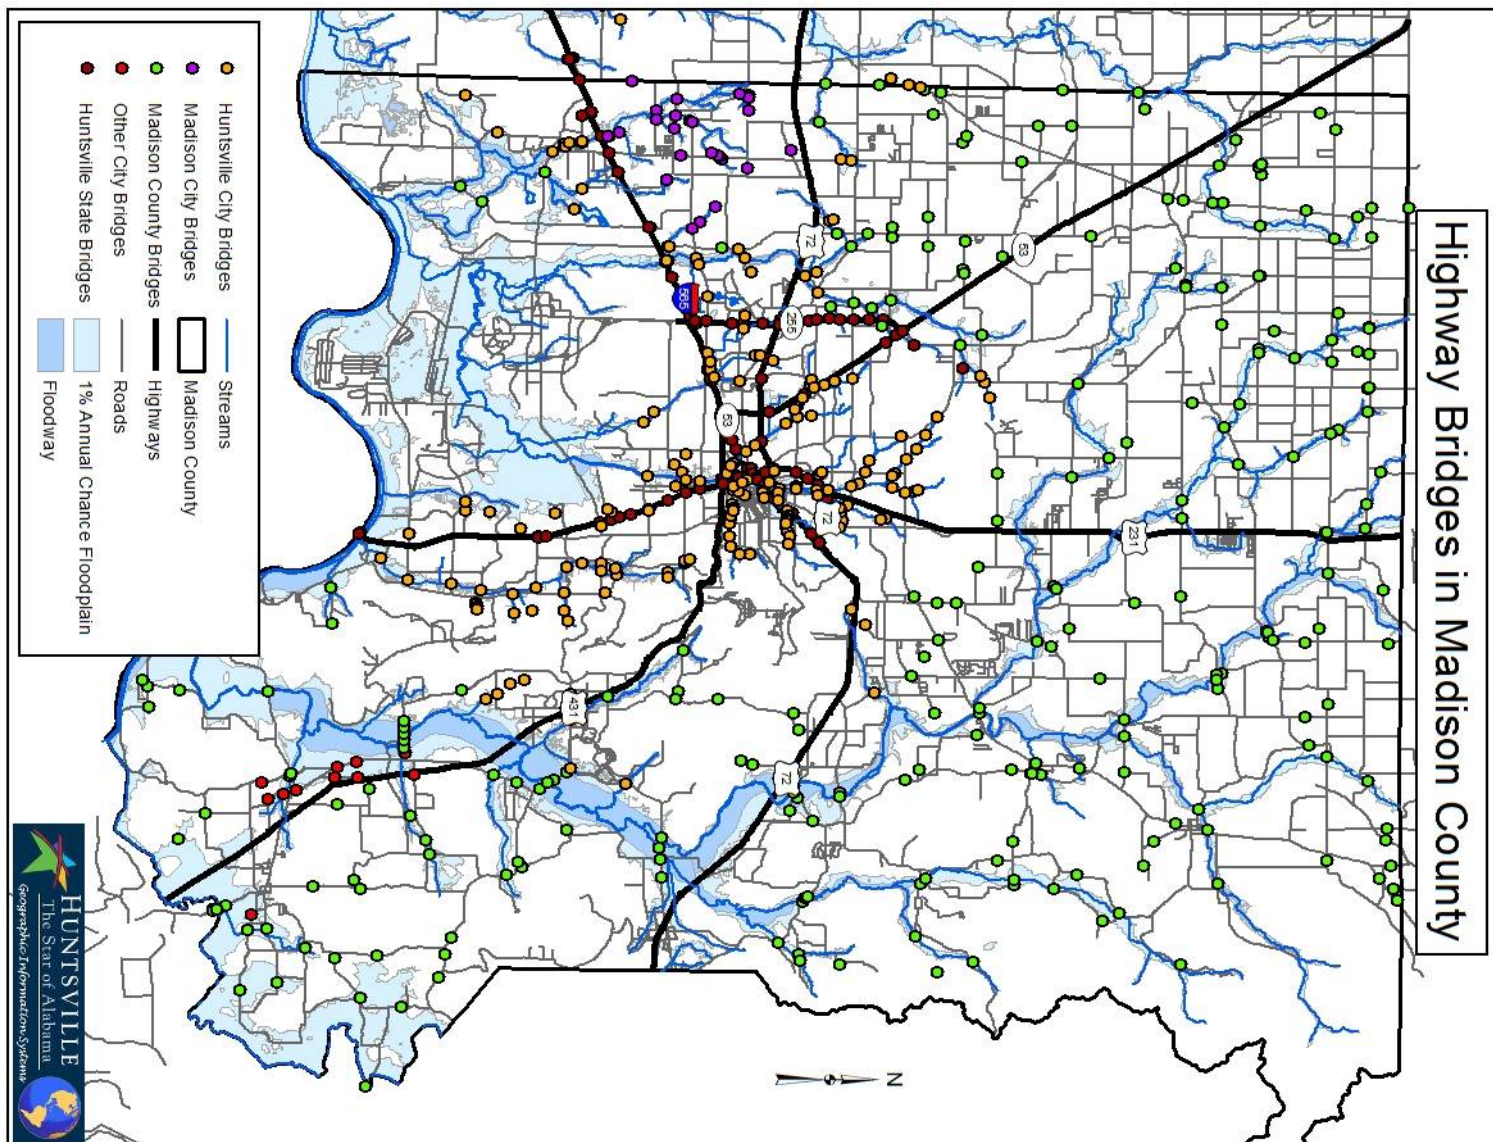 Highway Bridges in Madison County
53
72
53
255
565
53
72
231
72
431
N
Huntsville City Bridges
Madison City Bridges
Madison County Bridges
Other City Bridges
Huntsville State Bridges
Streams
Madison County
Highways
Roads
1% Annual Chance Floodplain
Floodway
HUNTSVILLE
The Star of Alabama
Geographic Information Systems